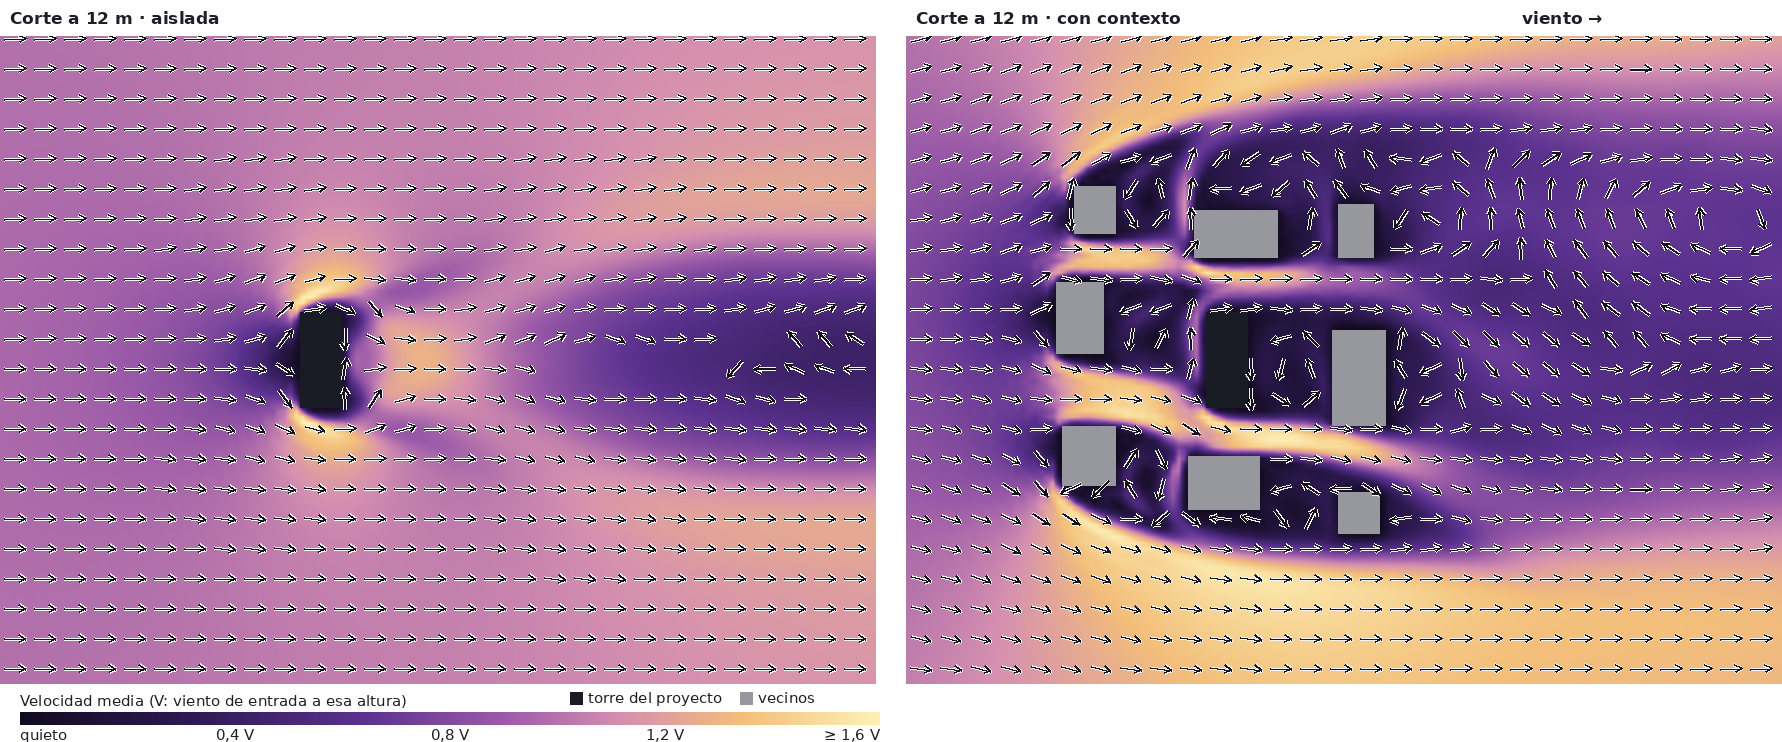 Corte a 12 m · aislada
Corte a 12 m · con contexto
viento →
Velocidad media (V: viento de entrada a esa altura)
torre del proyecto
vecinos
quieto
0,4 V
0,8 V
1,2 V
≥ 1,6 V